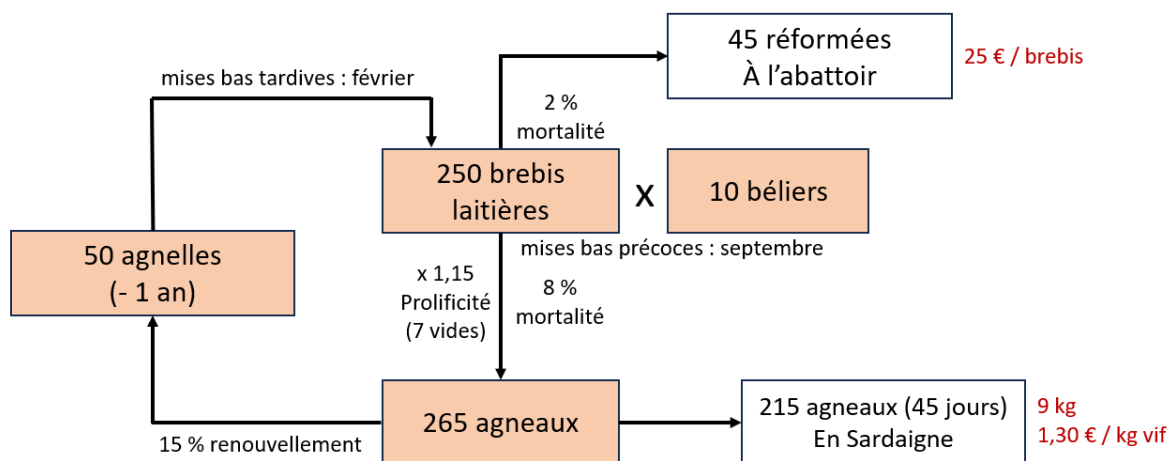 45 réformées
À l'abattoir
25 € / brebis
mises bas tardives : février
2 %
mortalité
250 brebis
laitières
x
10 béliers
mises bas précoces : septembre
50 agnelles
(- 1 an)
x 1,15
Prolificité
(7 vides)
8 %
mortalité
265 agneaux
15 % renouvellement
215 agneaux (45 jours)
En Sardaigne
9 kg
1,30 € / kg vif